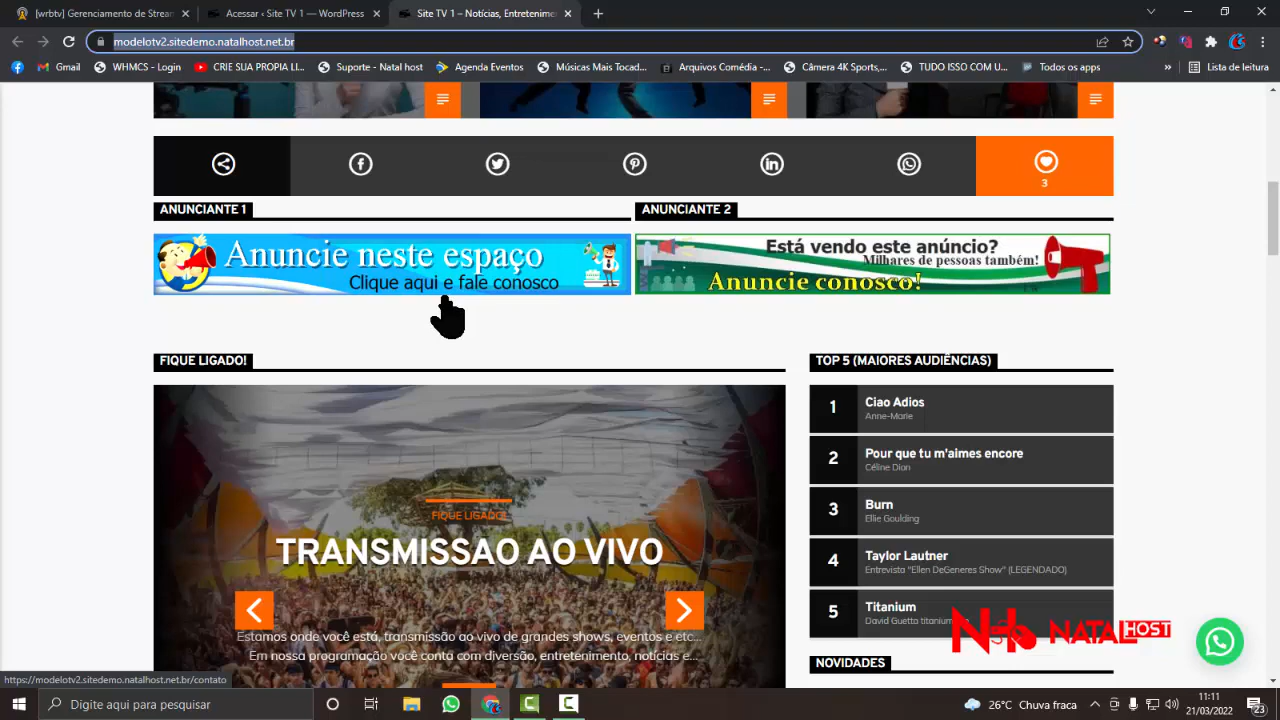 [wrbtv] Gerenciamento de Stream
Acessar ‹ Site TV 1 — WordPress
Site TV 1 – Notícias, Entretenime
modelotv2.sitedemo.natalhost.net.br
Gmail
WHMCS - Login
CRIE SUA PROPIA LI...
Suporte - Natal host
Agenda Eventos
Músicas Mais Tocad...
Arquivos Comédia -...
Câmera 4K Sports,...
TUDO ISSO COM U...
Todos os apps
»
Lista de leitura
3
ANUNCIANTE 1
ANUNCIANTE 2
Anuncie neste espaço
Clique aqui e fale conosco
Está vendo este anúncio?
Milhares de pessoas também!
Anuncie conosco!
FIQUE LIGADO!
TOP 5 (MAIORES AUDIÊNCIAS)
1
Ciao Adios
Anne-Marie
2
Pour que tu m'aimes encore
Céline Dion
3
Burn
Ellie Goulding
4
Taylor Lautner
Entrevista "Ellen DeGeneres Show" (LEGENDADO)
5
Titanium
David Guetta titanium
FIQUE LIGADO!
TRANSMISSAO AO VIVO
Estamos onde você está, transmissão ao vivo de grandes shows, eventos e etc...
Em nossa programação você conta com diversão, entretenimento, notícias e...
NATAL HOST
NOVIDADES
https://modelotv2.sitedemo.natalhost.net.br/contato
Digite aqui para pesquisar
26°C Chuva fraca
11:11
21/03/2022
23